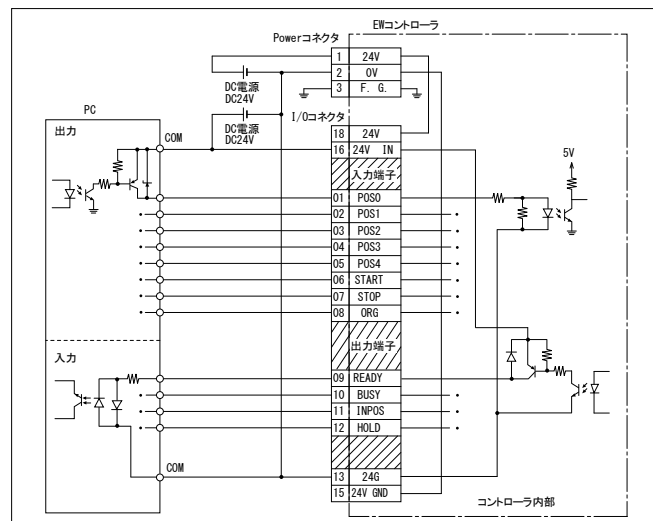 EWコントローラ
Powerコネクタ
1 24V
2 0V
3 F. G.
DC電源
DC24V
I/Oコネクタ
DC電源
DC24V
PC
出力
COM
18 24V
16 24V IN
入力端子
5V
01 POS0
02 POS1
03 POS2
04 POS3
05 POS4
06 START
07 STOP
08 ORG
出力端子
入力
09 READY
10 BUSY
11 INPOS
12 HOLD
COM
13 24G
15 24V GND
コントローラ内部